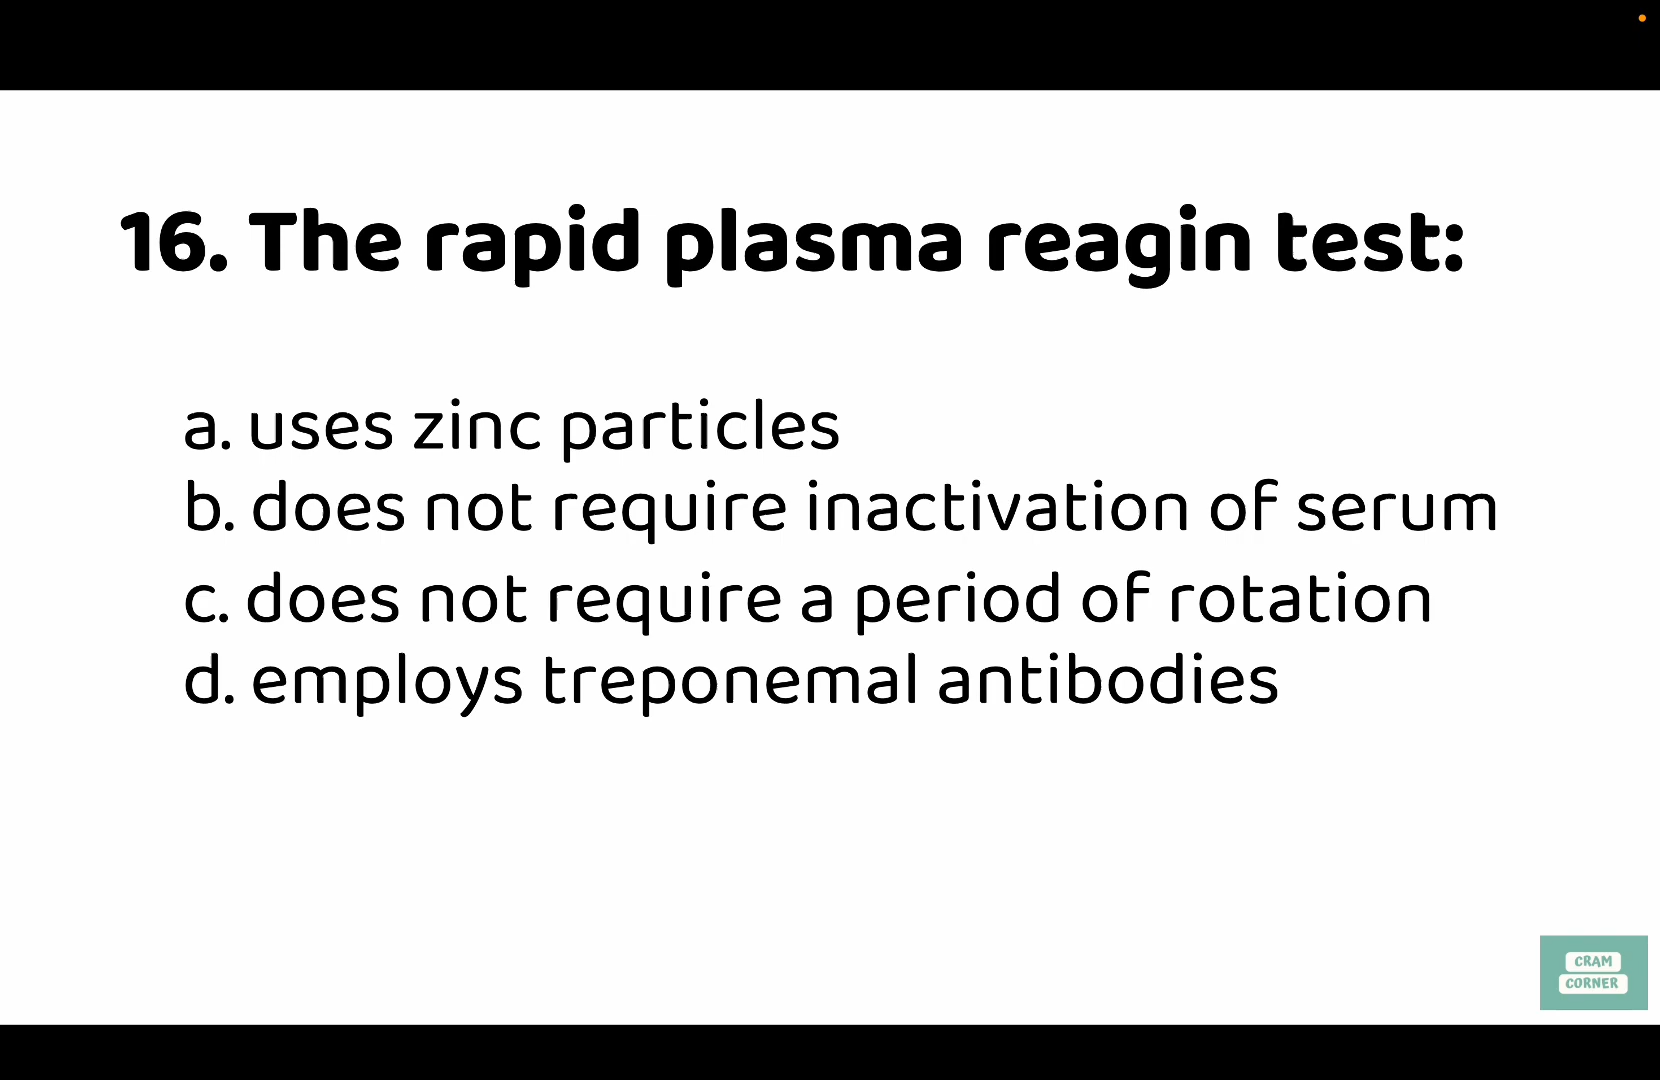 16. The rapid plasma reagin test:
a. uses zinc particles
b. does not require inactivation of serum
c. does not require a period of rotation
d. employs treponemal antibodies
CRAM
CORNER